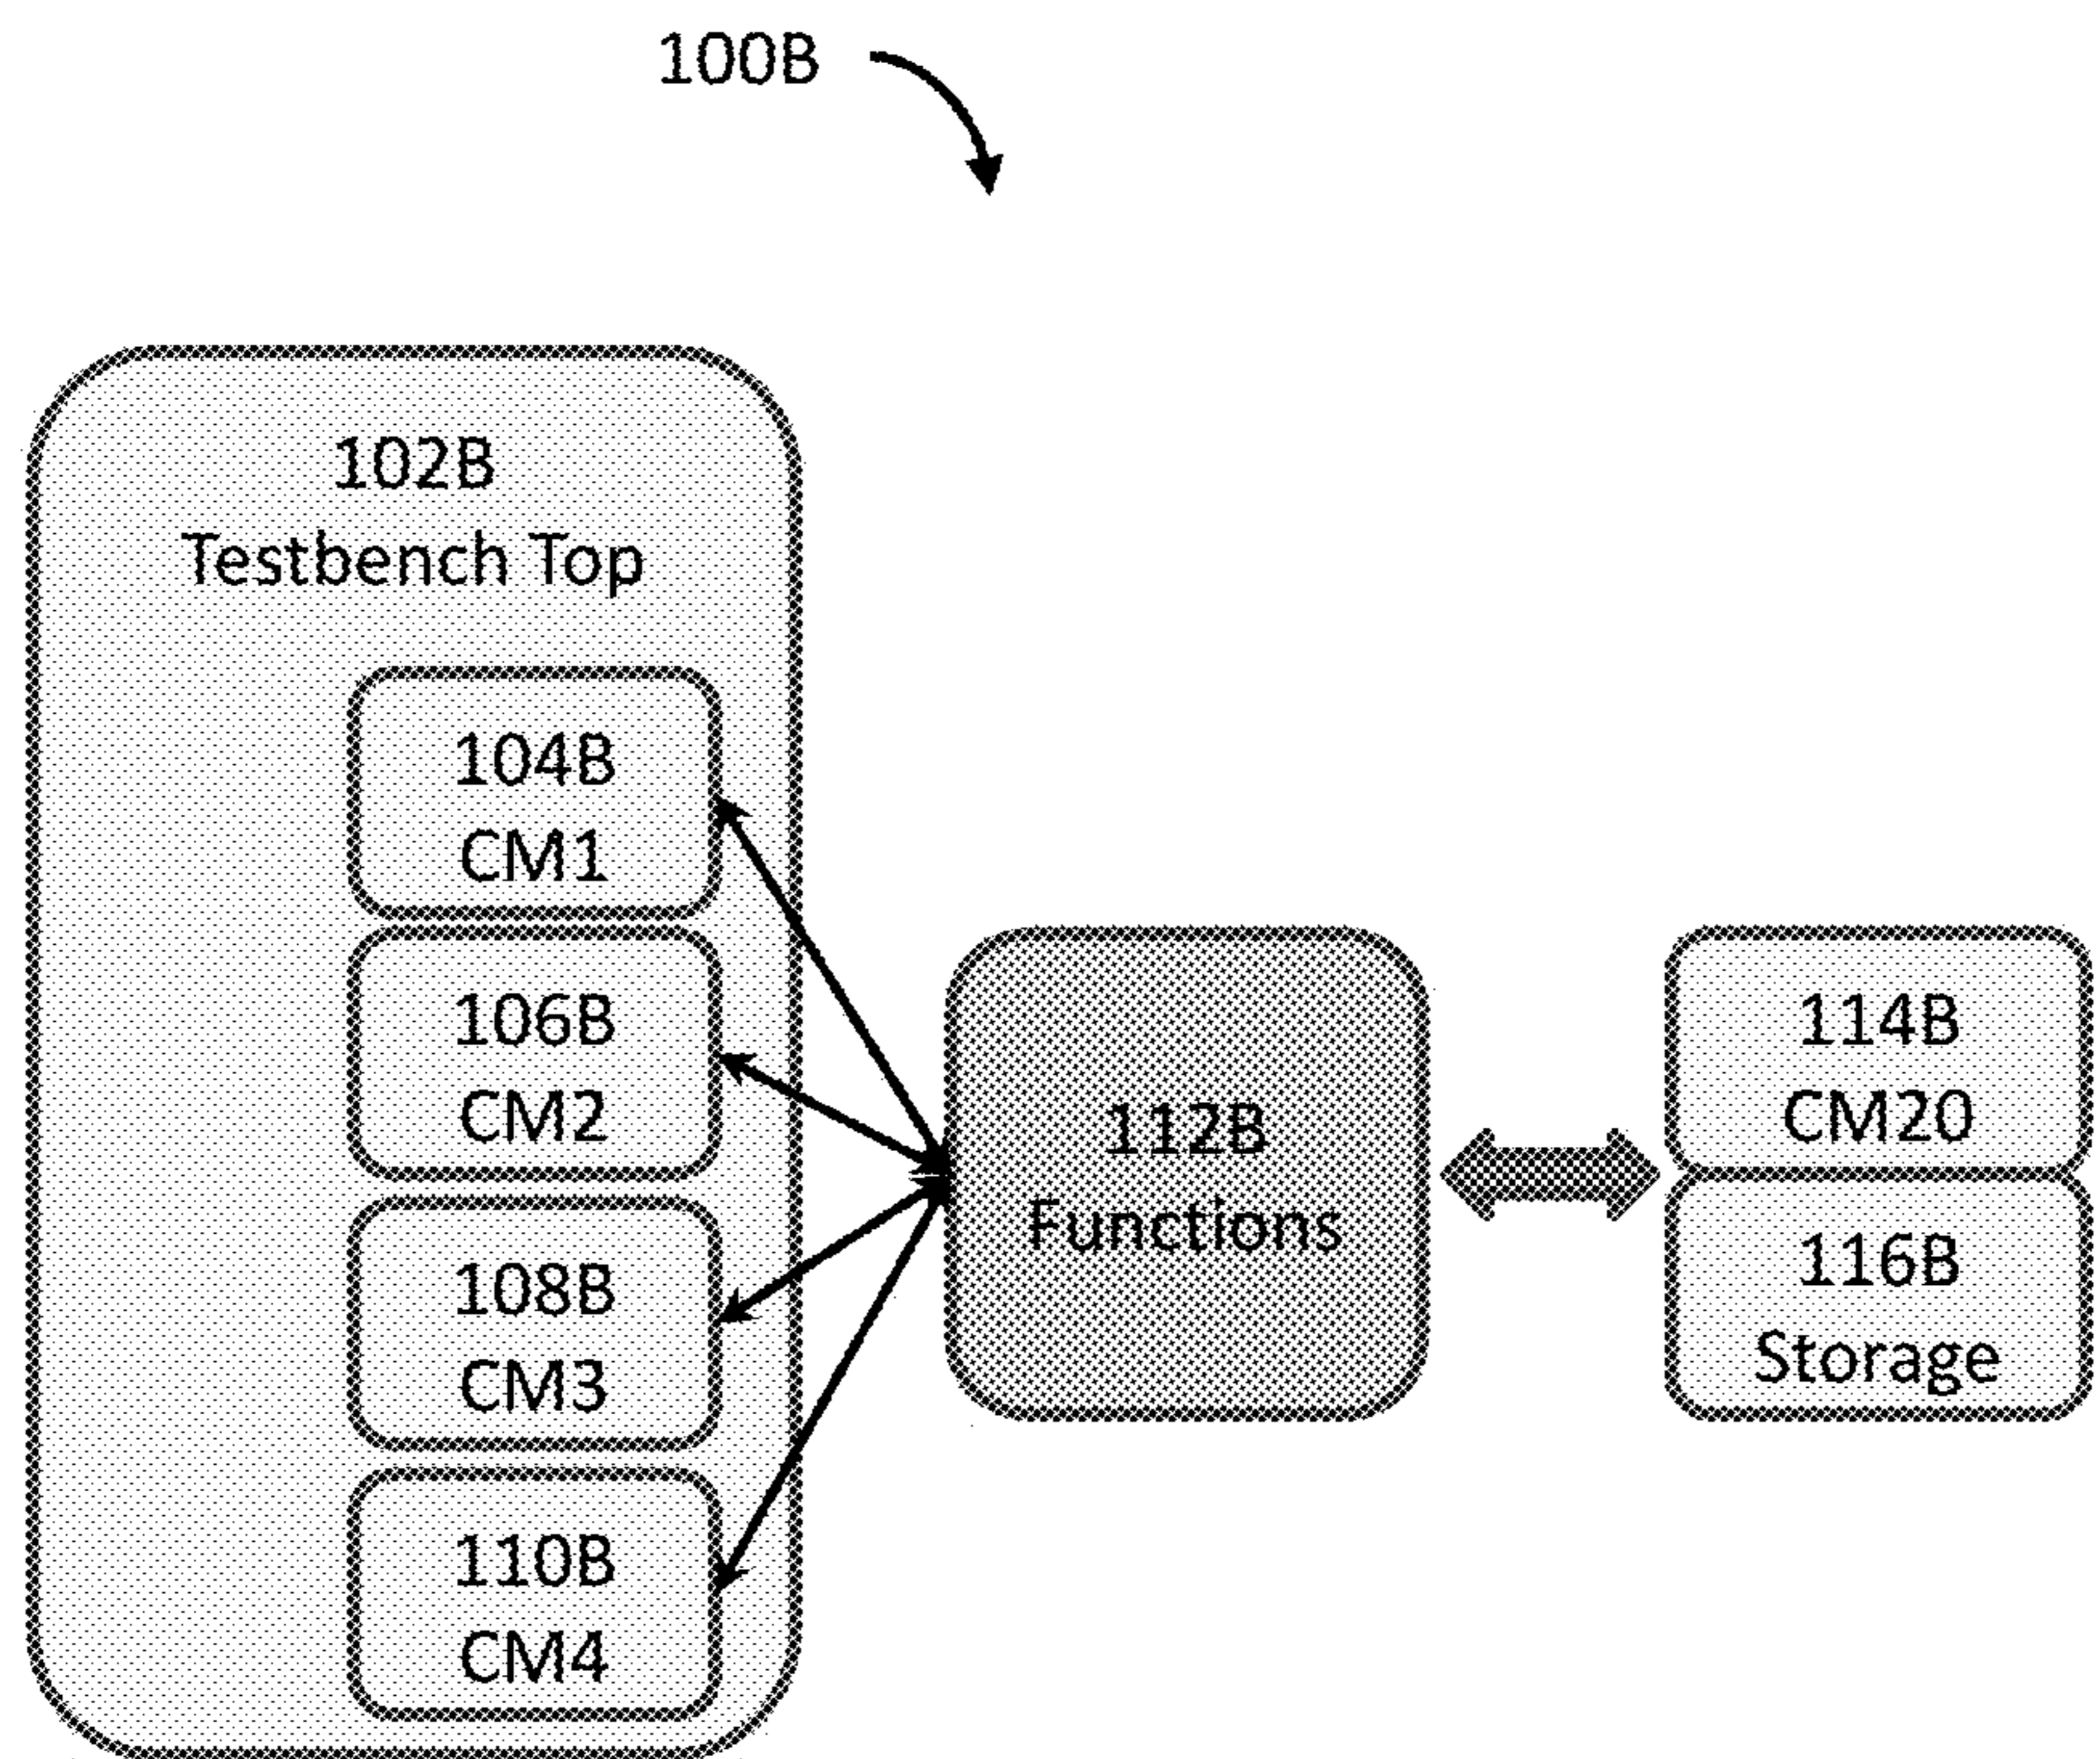 100B
102B
Testbench Top
104B
CM1
106B
CM2
108B
CM3
110B
CM4
112B
Functions
114B
CM20
116B
Storage